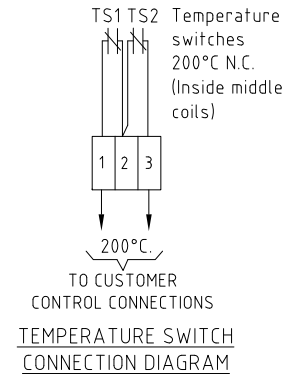 TS1 TS2 Temperature
switches
200°C N.C.
(Inside middle
coils)
1 2 3
200°C.
TO CUSTOMER
CONTROL CONNECTIONS
TEMPERATURE SWITCH
CONNECTION DIAGRAM